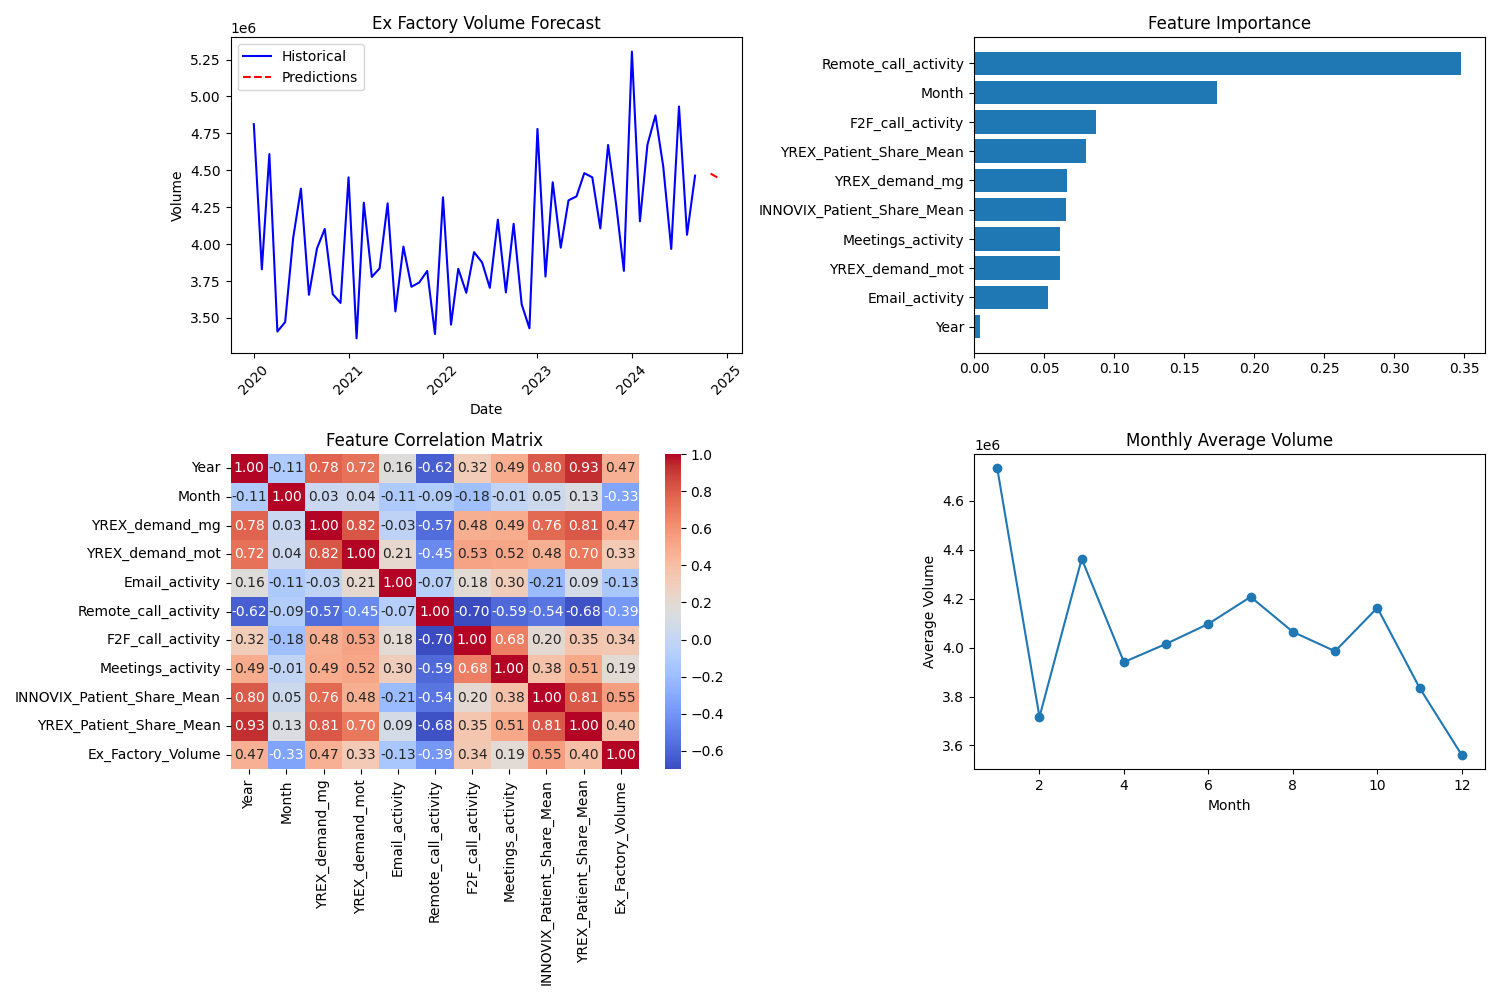 Ex Factory Volume Forecast
1e6
Historical
Predictions
5.25
5.00
4.75
4.50
4.25
4.00
3.75
3.50
Volume
2020
2021
2022
2023
2024
2025
Date
Feature Importance
Remote_call_activity
Month
F2F_call_activity
YREX_Patient_Share_Mean
YREX_demand_mg
INNOVIX_Patient_Share_Mean
Meetings_activity
YREX_demand_mot
Email_activity
Year
0.00 0.05 0.10 0.15 0.20 0.25 0.30 0.35
Feature Correlation Matrix
Year 1.00 -0.11 0.78 0.72 0.16 -0.62 0.32 0.49 0.80 0.93 0.47
Month -0.11 1.00 0.03 0.04 -0.11 -0.09 -0.18 -0.01 0.05 0.13 -0.33
YREX_demand_mg 0.78 0.03 1.00 0.82 -0.03 -0.57 0.48 0.49 0.76 0.81 0.47
YREX_demand_mot 0.72 0.04 0.82 1.00 0.21 -0.45 0.53 0.52 0.48 0.70 0.33
Email_activity 0.16 -0.11 -0.03 0.21 1.00 -0.07 0.18 0.30 -0.21 0.09 -0.13
Remote_call_activity -0.62 -0.09 -0.57 -0.45 -0.07 1.00 -0.70 -0.59 -0.54 -0.68 -0.39
F2F_call_activity 0.32 -0.18 0.48 0.53 0.18 -0.70 1.00 0.68 0.20 0.35 0.34
Meetings_activity 0.49 -0.01 0.49 0.52 0.30 -0.59 0.68 1.00 0.38 0.51 0.19
INNOVIX_Patient_Share_Mean 0.80 0.05 0.76 0.48 -0.21 -0.54 0.20 0.38 1.00 0.81 0.55
YREX_Patient_Share_Mean 0.93 0.13 0.81 0.70 0.09 -0.68 0.35 0.51 0.81 1.00 0.40
Ex_Factory_Volume 0.47 -0.33 0.47 0.33 -0.13 -0.39 0.34 0.19 0.55 0.40 1.00
Year
Month
YREX_demand_mg
YREX_demand_mot
Email_activity
Remote_call_activity
F2F_call_activity
Meetings_activity
INNOVIX_Patient_Share_Mean
YREX_Patient_Share_Mean
Ex_Factory_Volume
1.0
0.8
0.6
0.4
0.2
0.0
−0.2
−0.4
−0.6
Monthly Average Volume
1e6
4.6
4.4
4.2
4.0
3.8
3.6
Average Volume
2 4 6 8 10 12
Month